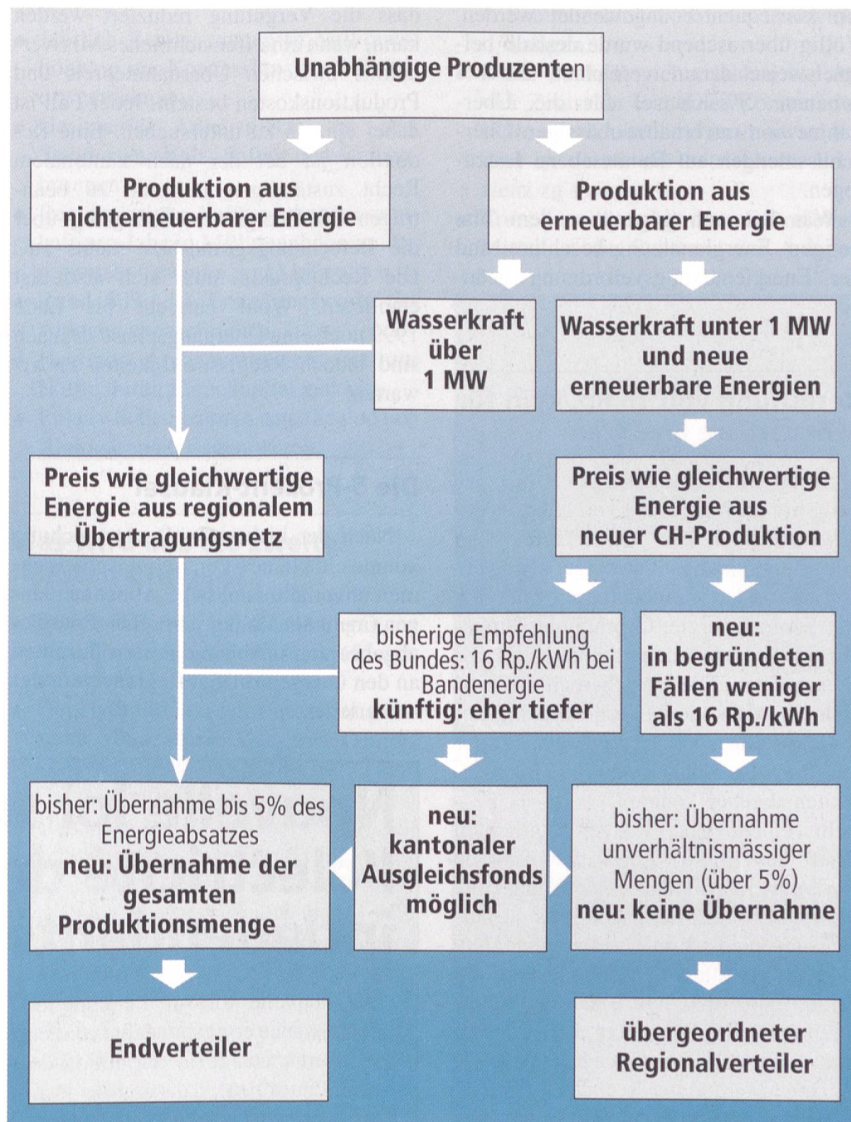 Unabhängige Produzenten
Produktion aus
nichterneuerbarer Energie
Produktion aus
erneuerbarer Energie
Wasserkraft
über
1 MW
Wasserkraft unter 1 MW
und neue
erneuerbare Energien
Preis wie gleichwertige
Energie aus regionalem
Übertragungsnetz
Preis wie gleichwertige
Energie aus
neuer CH-Produktion
bisherige Empfehlung
des Bundes: 16 Rp./kWh bei
Bandenergie
künftig: eher tiefer
neu:
in begründeten
Fällen weniger
als 16 Rp./kWh
bisher: Übernahme bis 5% des
Energieabsatzes
neu: Übernahme der
gesamten
Produktionsmenge
neu:
kantonaler
Ausgleichsfonds
möglich
bisher: Übernahme
unverhältnismässiger
Mengen (über 5%)
neu: keine Übernahme
Endverteiler
übergeordneter
Regionalverteiler